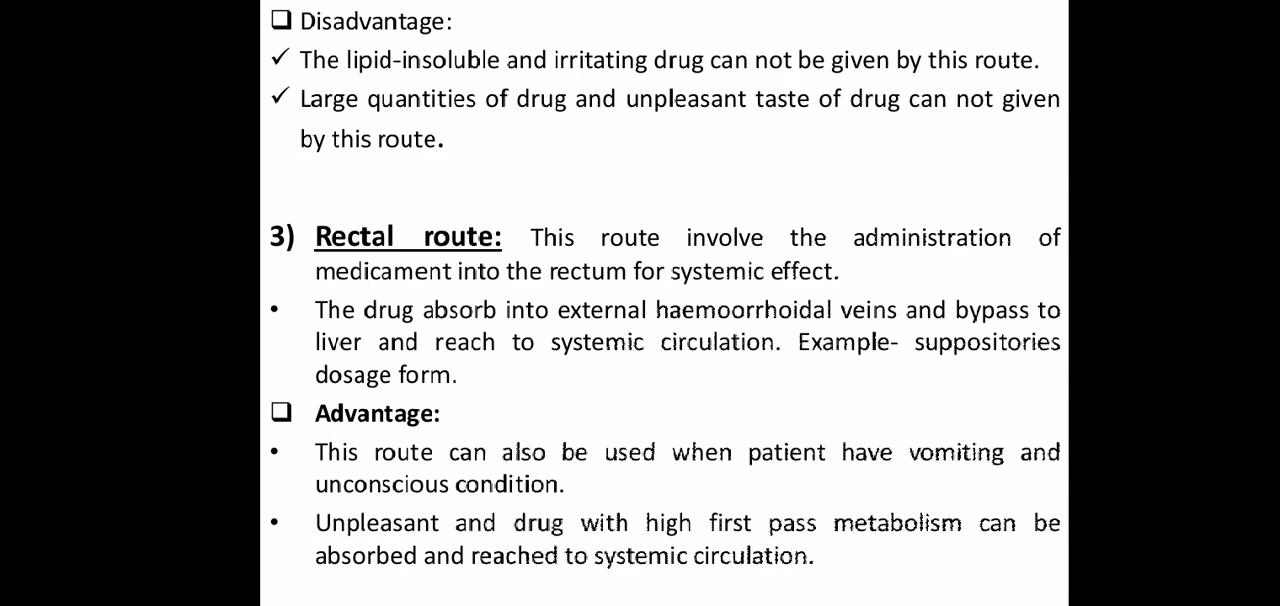 ❑ Disadvantage:
✓ The lipid-insoluble and irritating drug can not be given by this route.
✓ Large quantities of drug and unpleasant taste of drug can not given
by this route.
3) Rectal route: This route involve the administration of
medicament into the rectum for systemic effect.
• The drug absorb into external haemoorrhoidal veins and bypass to
liver and reach to systemic circulation. Example- suppositories
dosage form.
❑ Advantage:
• This route can also be used when patient have vomiting and
unconscious condition.
• Unpleasant and drug with high first pass metabolism can be
absorbed and reached to systemic circulation.